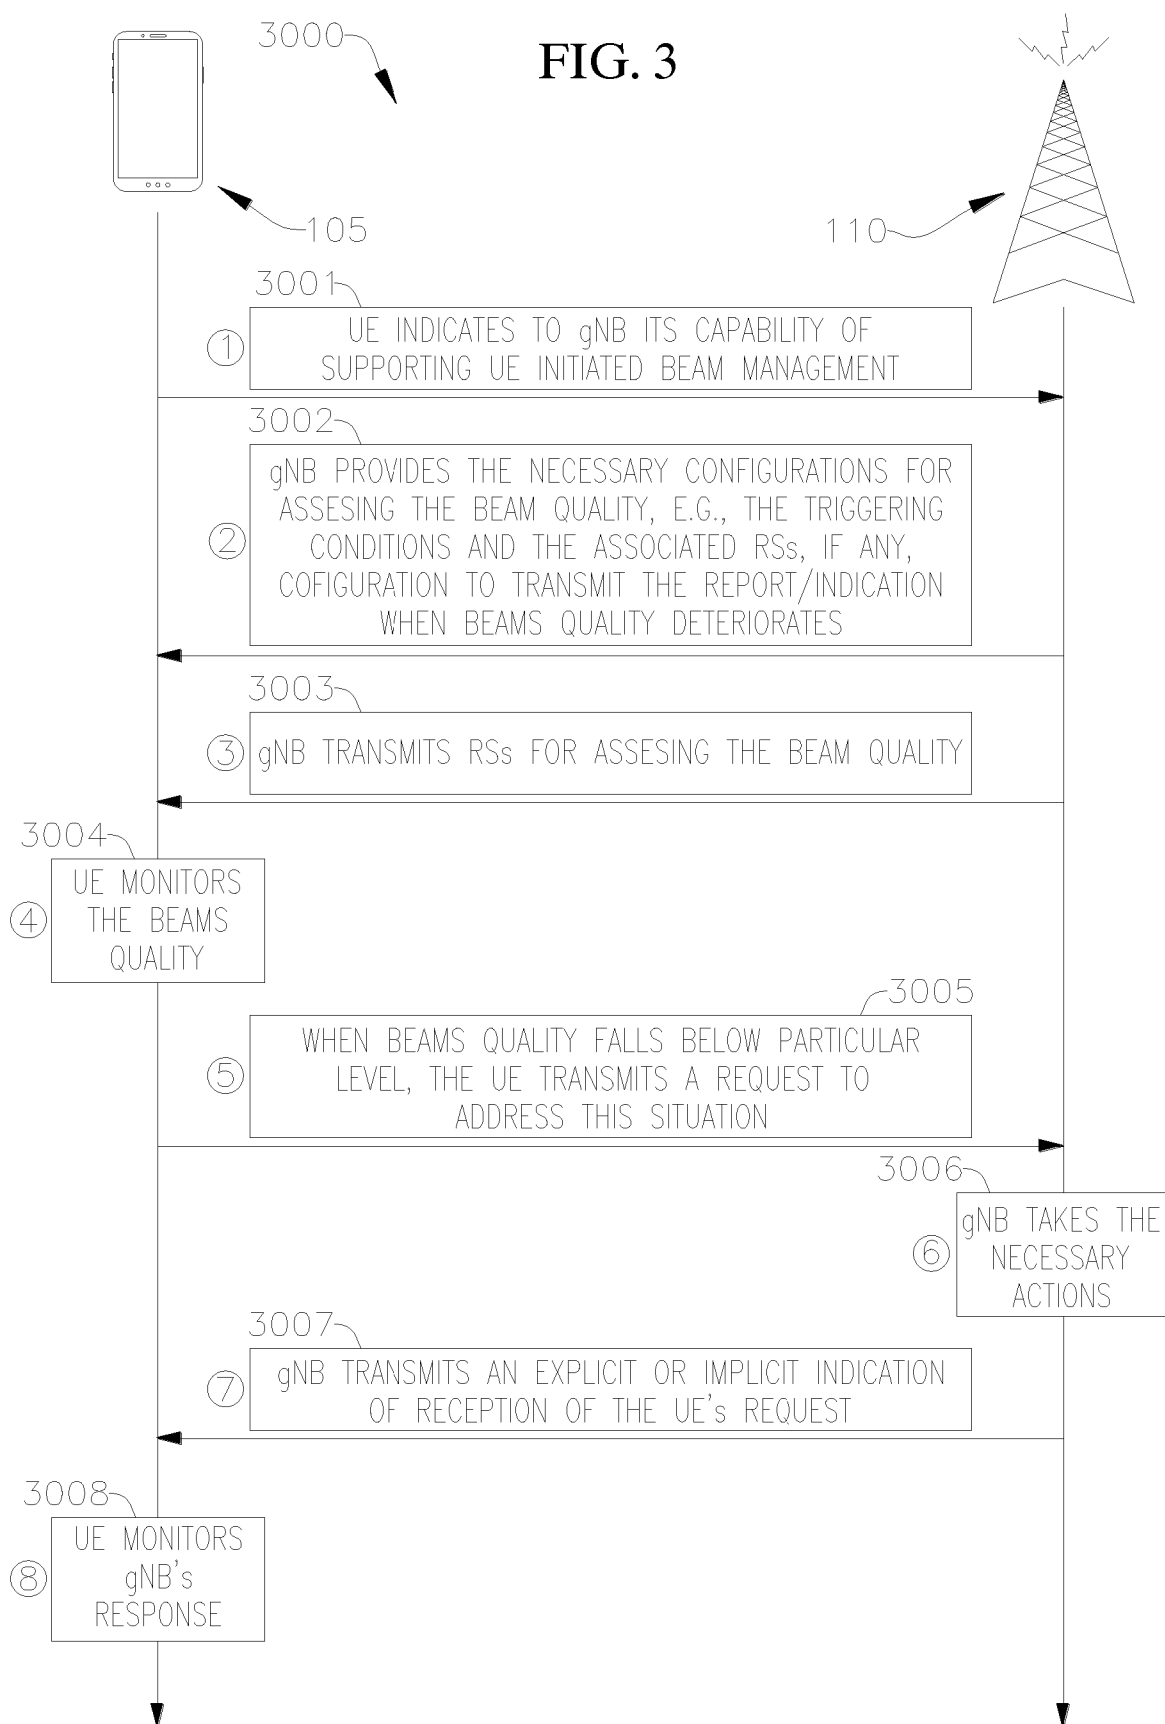 3000
FIG. 3
105
110
3001
① UE INDICATES TO gNB ITS CAPABILITY OF
SUPPORTING UE INITIATED BEAM MANAGEMENT
3002
gNB PROVIDES THE NECESSARY CONFIGURATIONS FOR
ASSESING THE BEAM QUALITY, E.G., THE TRIGGERING
② CONDITIONS AND THE ASSOCIATED RSs, IF ANY,
COFIGURATION TO TRANSMIT THE REPORT/INDICATION
WHEN BEAMS QUALITY DETERIORATES
3003
③ gNB TRANSMITS RSs FOR ASSESING THE BEAM QUALITY
3004
UE MONITORS
④ THE BEAMS
QUALITY
3005
WHEN BEAMS QUALITY FALLS BELOW PARTICULAR
⑤ LEVEL, THE UE TRANSMITS A REQUEST TO
ADDRESS THIS SITUATION
3006
gNB TAKES THE
⑥ NECESSARY
ACTIONS
3007
gNB TRANSMITS AN EXPLICIT OR IMPLICIT INDICATION
⑦ OF RECEPTION OF THE UE's REQUEST
3008
UE MONITORS
⑧ gNB's
RESPONSE